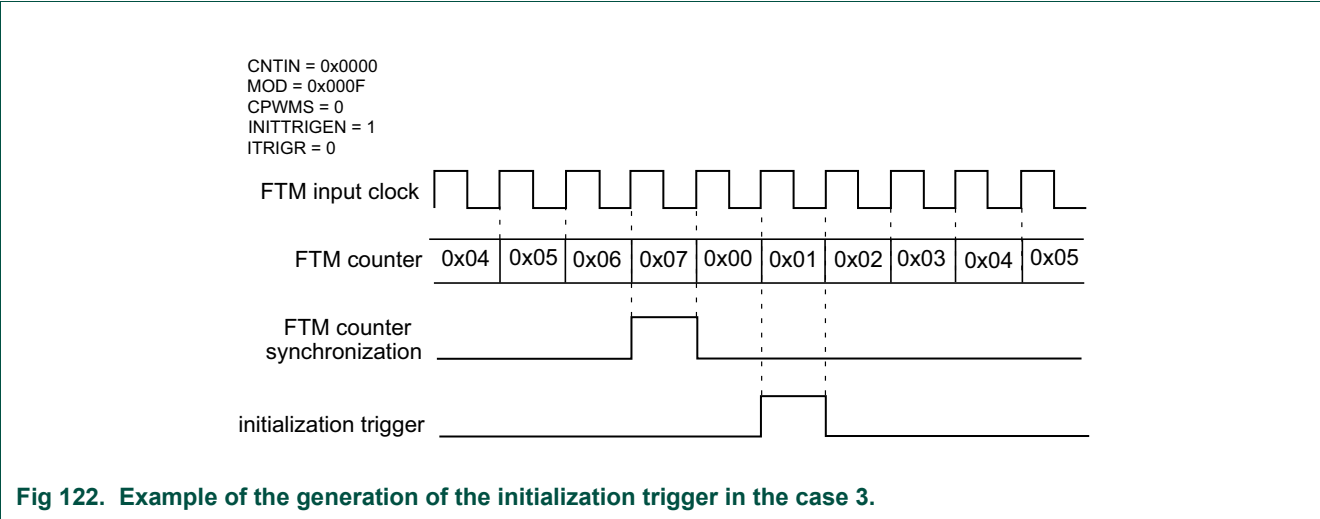 CNTIN = 0x0000
MOD = 0x000F
CPWMS = 0
INITTRIGEN = 1
ITRIGR = 0
FTM input clock
FTM counter 0x04 0x05 0x06 0x07 0x00 0x01 0x02 0x03 0x04 0x05
FTM counter
synchronization
initialization trigger
Fig 122. Example of the generation of the initialization trigger in the case 3.